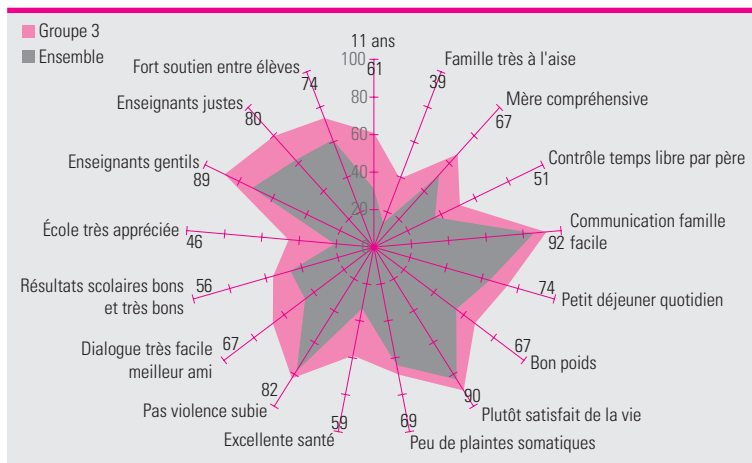 Groupe 3
Ensemble
11 ans
61
Famille très à l'aise
39
Mère compréhensive
67
Contrôle temps libre par père
51
Communication famille
facile
92
Petit déjeuner quotidien
74
Bon poids
67
Plutôt satisfait de la vie
90
Peu de plaintes somatiques
69
Excellente santé
59
Pas violence subie
82
Dialogue très facile
meilleur ami
67
Résultats scolaires bons
et très bons
56
École très appréciée
46
Enseignants gentils
89
Enseignants justes
80
Fort soutien entre élèves
74
100
80
60
40
20
0